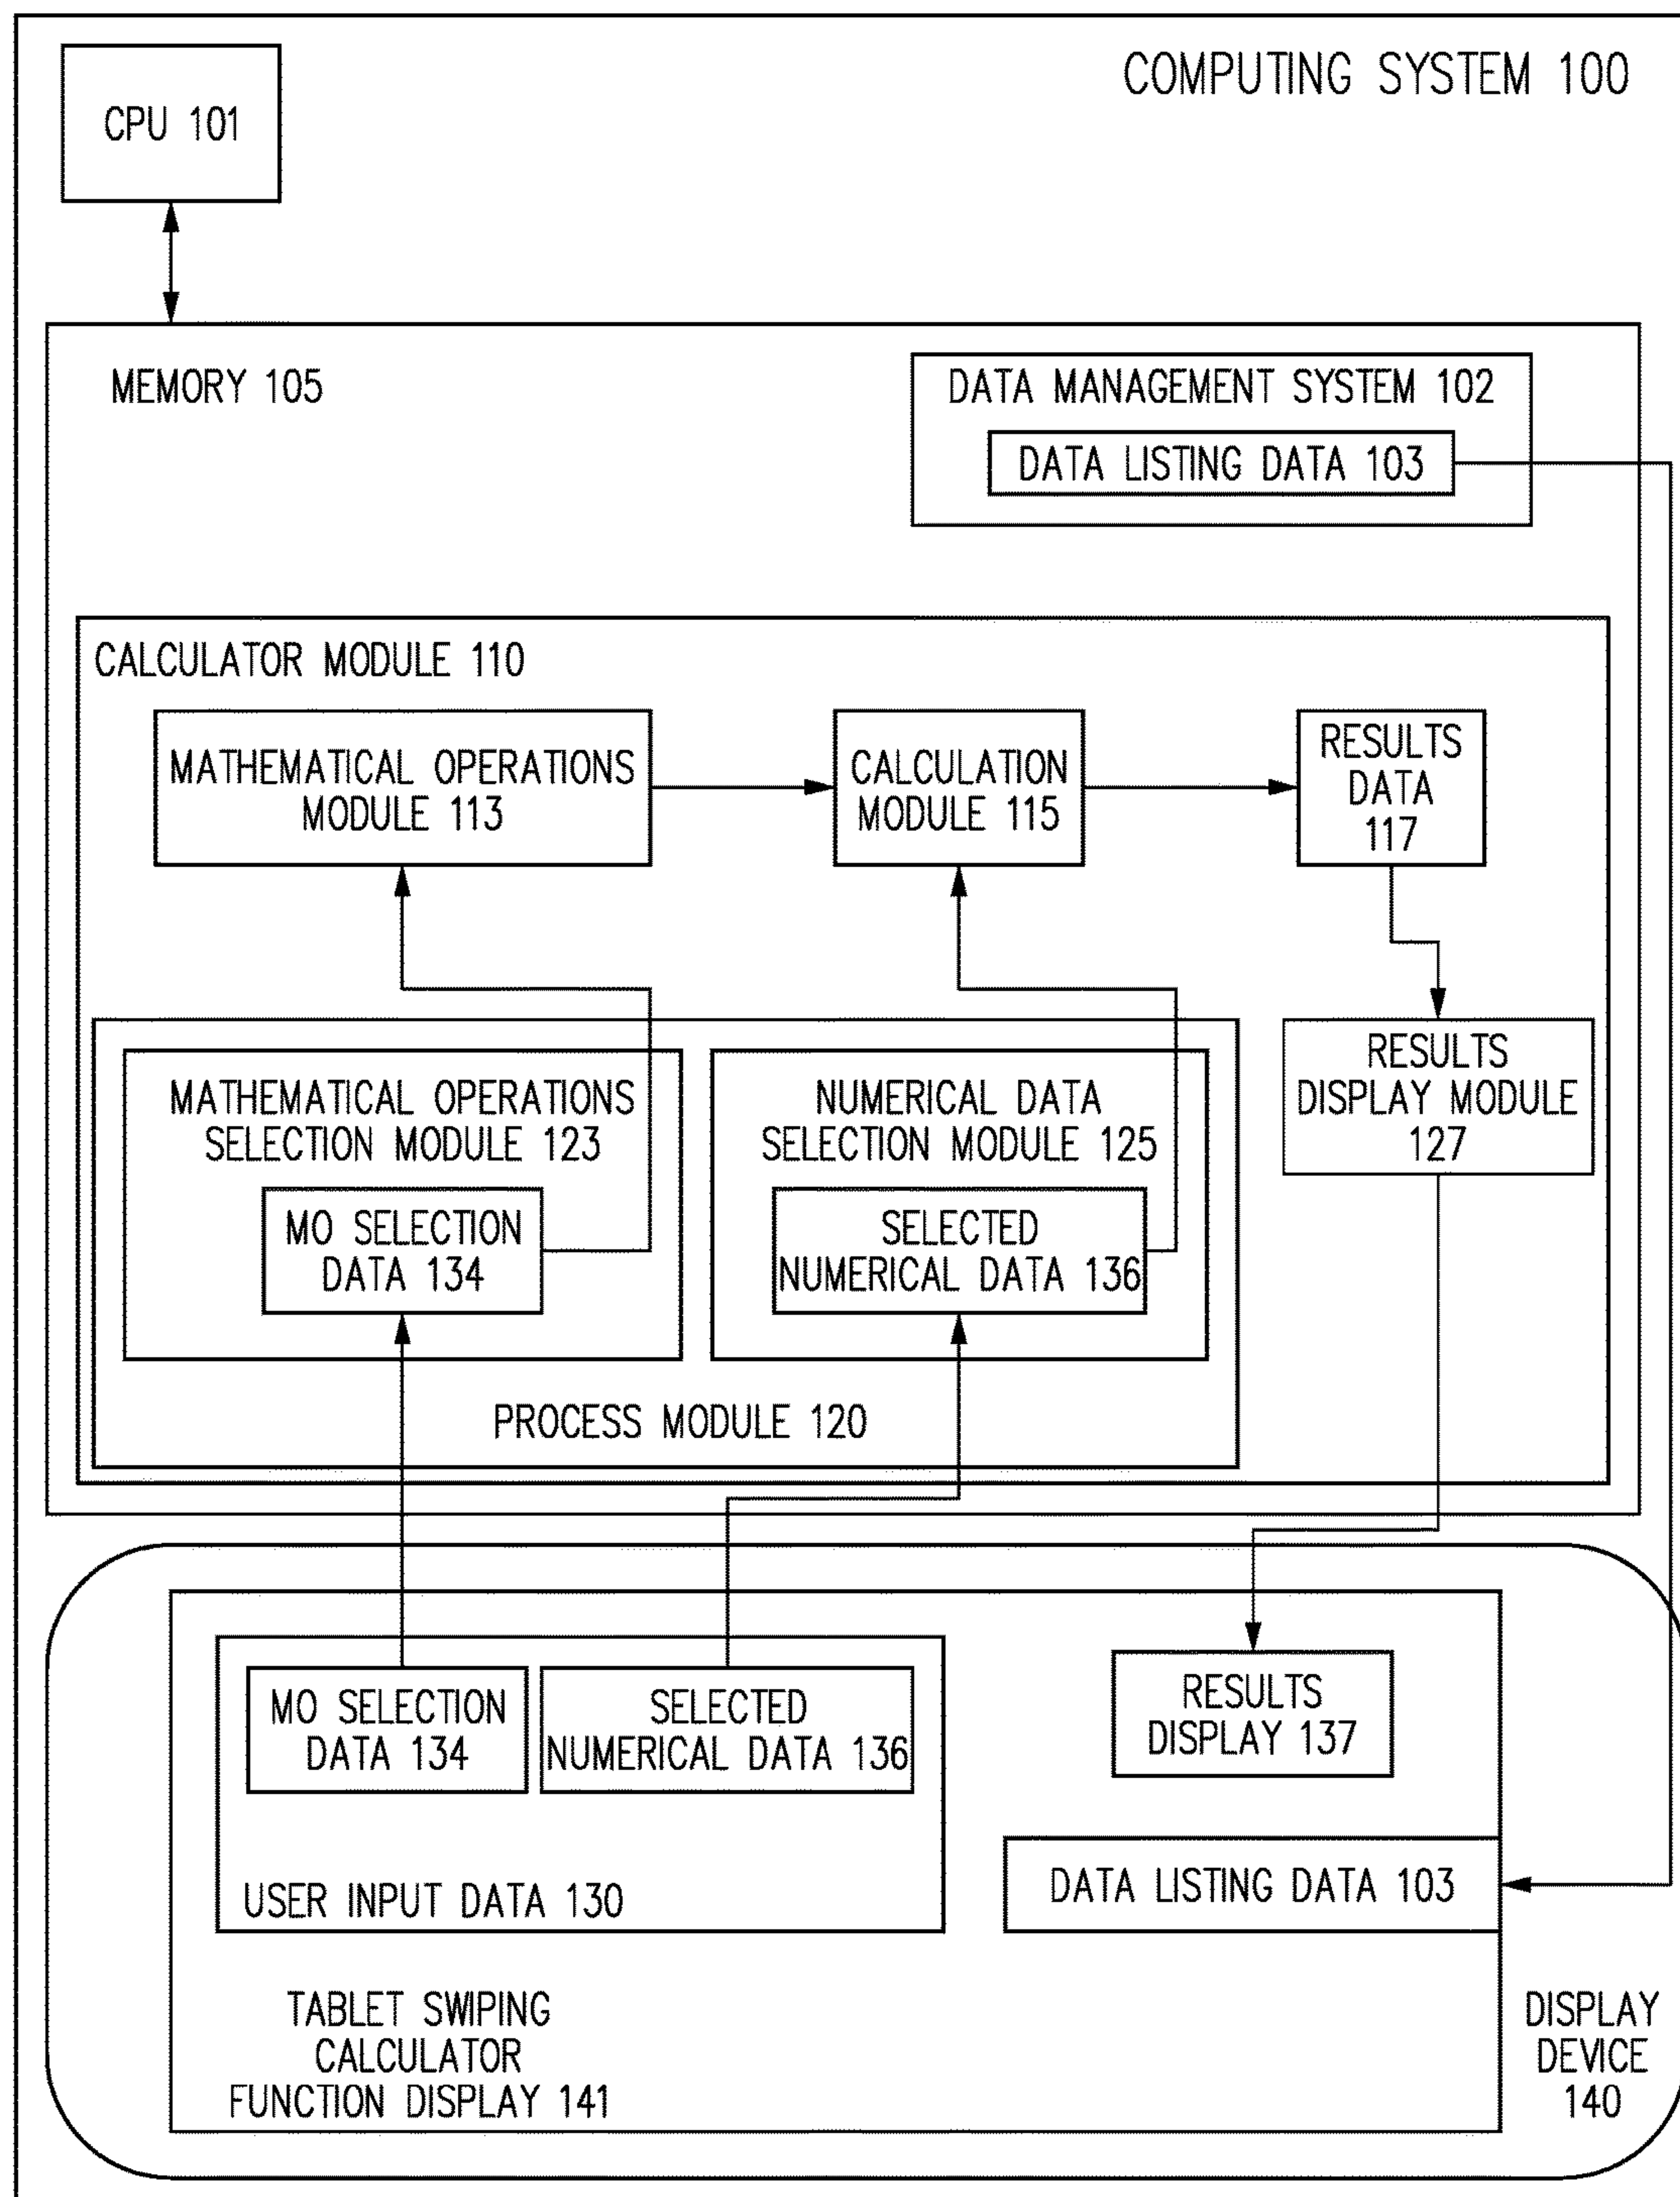 COMPUTING SYSTEM 100
CPU 101
MEMORY 105
DATA MANAGEMENT SYSTEM 102
DATA LISTING DATA 103
CALCULATOR MODULE 110
MATHEMATICAL OPERATIONS
MODULE 113
CALCULATION
MODULE 115
RESULTS
DATA
117
MATHEMATICAL OPERATIONS
SELECTION MODULE 123
MO SELECTION
DATA 134
NUMERICAL DATA
SELECTION MODULE 125
SELECTED
NUMERICAL DATA 136
RESULTS
DISPLAY MODULE
127
PROCESS MODULE 120
MO SELECTION
DATA 134
SELECTED
NUMERICAL DATA 136
USER INPUT DATA 130
RESULTS
DISPLAY 137
DATA LISTING DATA 103
TABLET SWIPING
CALCULATOR
FUNCTION DISPLAY 141
DISPLAY
DEVICE
140